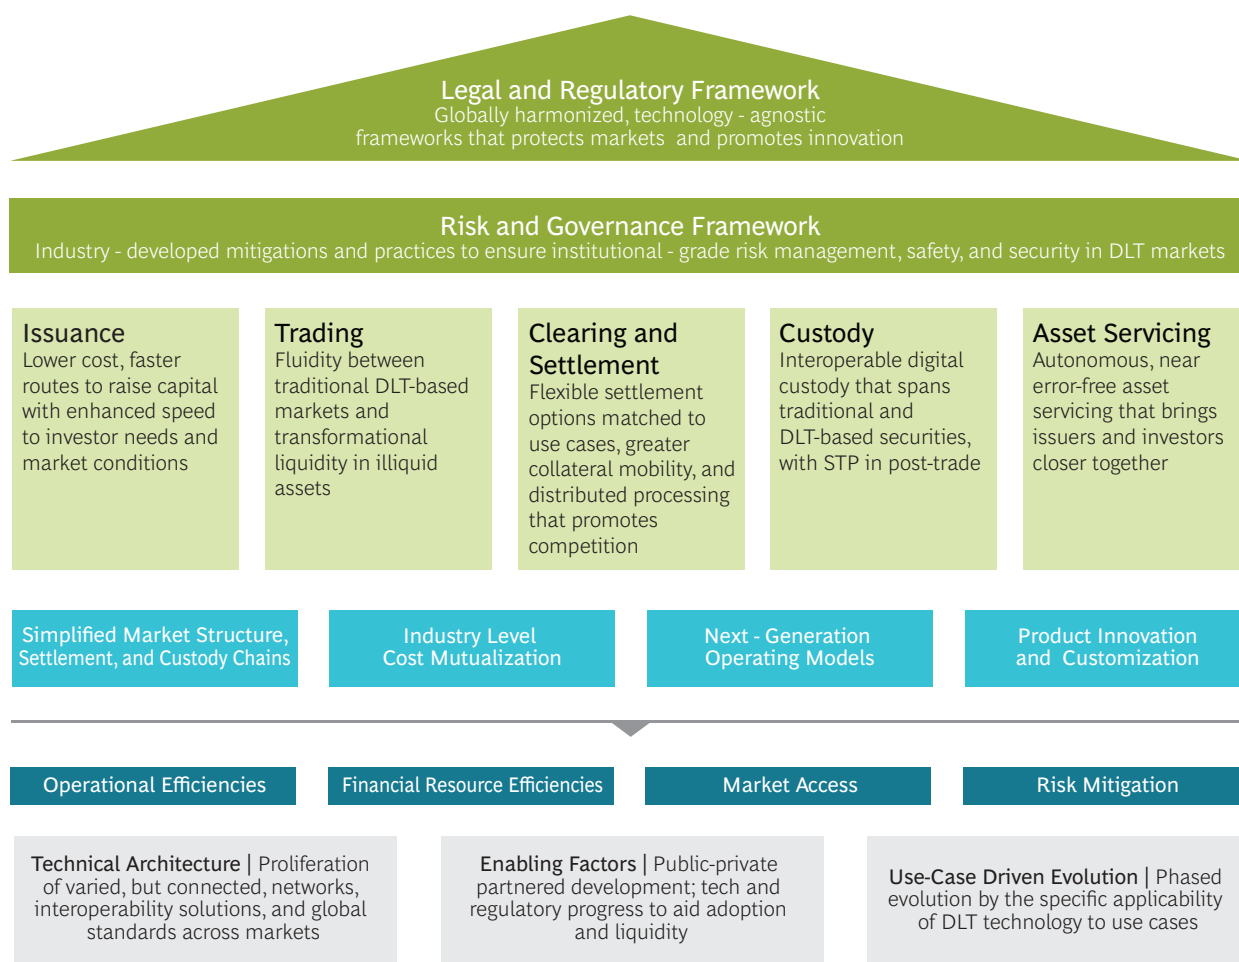 Legal and Regulatory Framework
Globally harmonized, technology - agnostic
frameworks that protects markets and promotes innovation
Risk and Governance Framework
Industry - developed mitigations and practices to ensure institutional - grade risk management, safety, and security in DLT markets
Issuance
Lower cost, faster
routes to raise capital
with enhanced speed
to investor needs and
market conditions
Trading
Fluidity between
traditional DLT-based
markets and
transformational
liquidity in illiquid
assets
Clearing and
Settlement
Flexible settlement
options matched to
use cases, greater
collateral mobility, and
distributed processing
that promotes
competition
Custody
Interoperable digital
custody that spans
traditional and
DLT-based securities,
with STP in post-trade
Asset Servicing
Autonomous, near
error-free asset
servicing that brings
issuers and investors
closer together
Simplified Market Structure,
Settlement, and Custody Chains
Industry Level
Cost Mutualization
Next - Generation
Operating Models
Product Innovation
and Customization
Operational Efficiencies
Financial Resource Efficiencies
Market Access
Risk Mitigation
Technical Architecture | Proliferation
of varied, but connected, networks,
interoperability solutions, and global
standards across markets
Enabling Factors | Public-private
partnered development; tech and
regulatory progress to aid adoption
and liquidity
Use-Case Driven Evolution | Phased
evolution by the specific applicability
of DLT technology to use cases